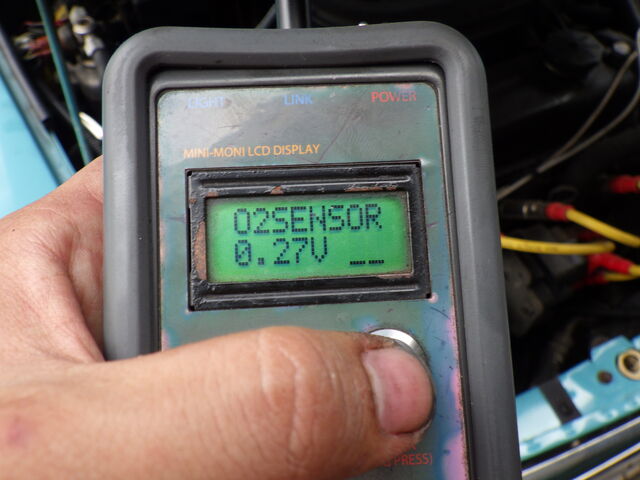 LIGHT LINK POWER
MINI-MONI LCD DISPLAY
O2SENSOR
0.27V __
PRESS)